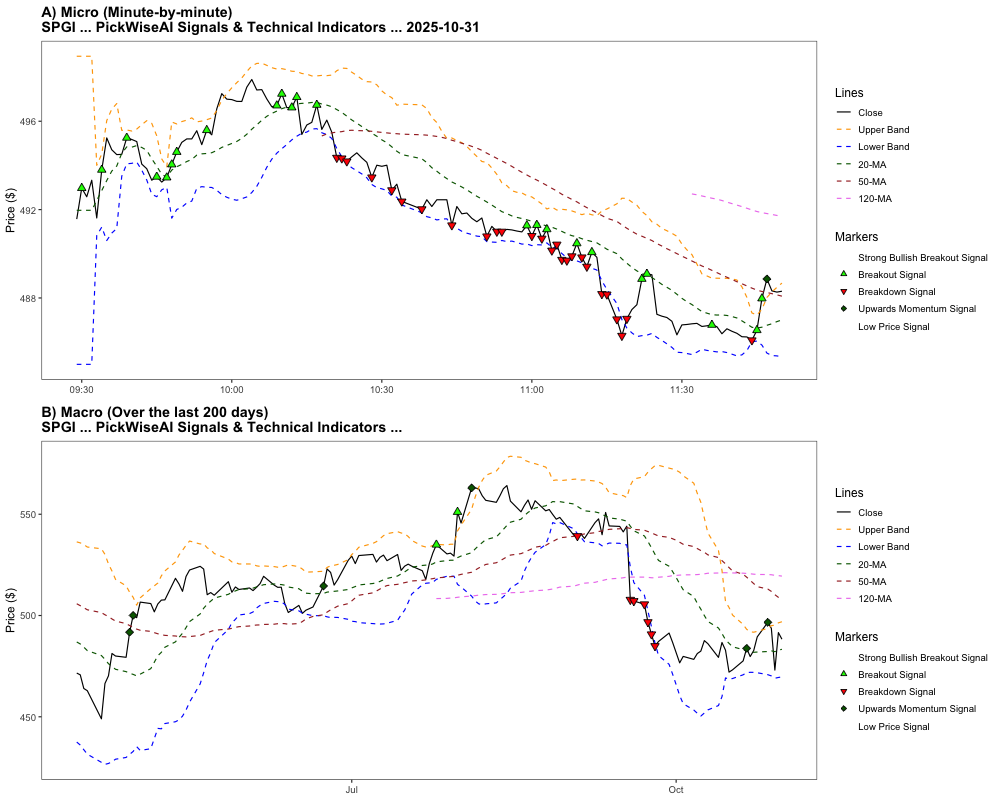 A) Micro (Minute-by-minute)
SPGI ... PickWiseAI Signals & Technical Indicators ... 2025-10-31
Price ($)
496
492
488
09:30
10:00
10:30
11:00
11:30
Lines
Close
Upper Band
Lower Band
20-MA
50-MA
120-MA
Markers
Strong Bullish Breakout Signal
Breakout Signal
Breakdown Signal
Upwards Momentum Signal
Low Price Signal
B) Macro (Over the last 200 days)
SPGI ... PickWiseAI Signals & Technical Indicators ...
Price ($)
550
500
450
Jul
Oct
Lines
Close
Upper Band
Lower Band
20-MA
50-MA
120-MA
Markers
Strong Bullish Breakout Signal
Breakout Signal
Breakdown Signal
Upwards Momentum Signal
Low Price Signal